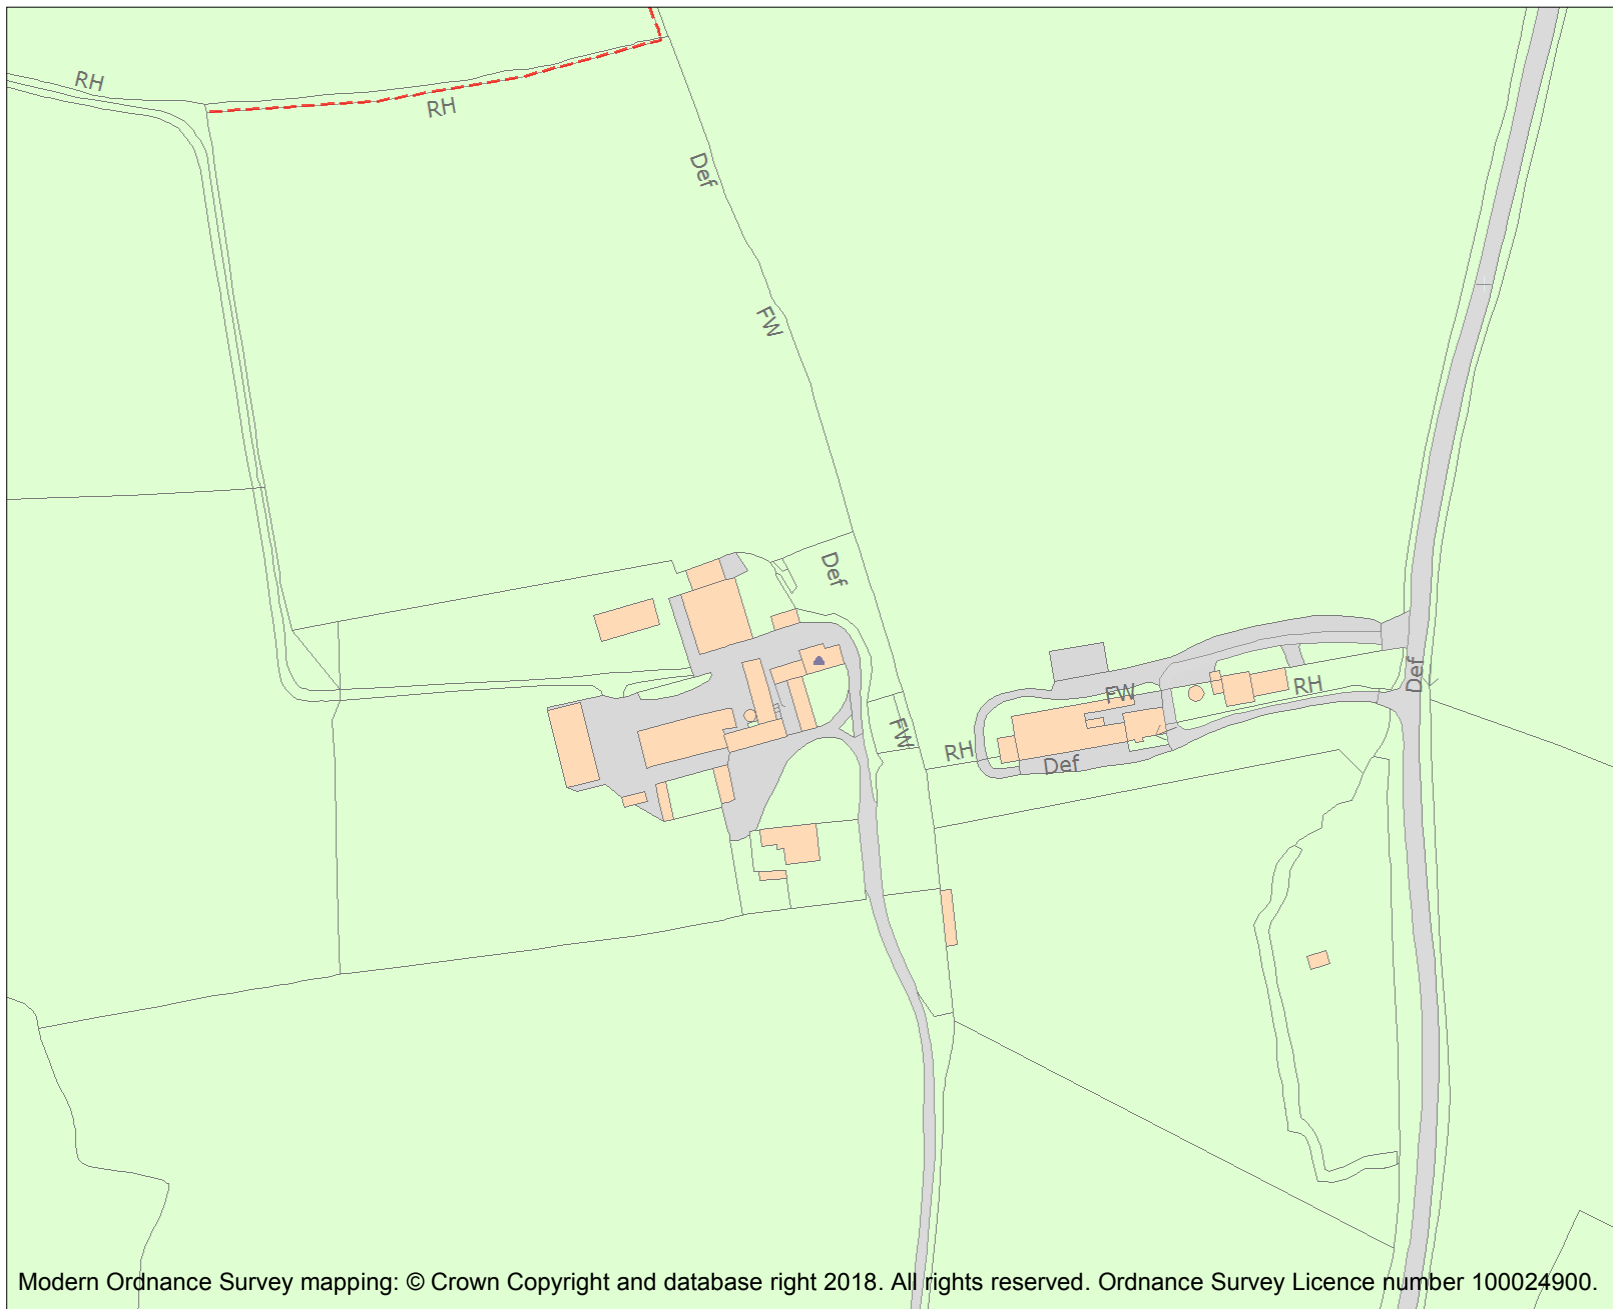 RH
RH
Def
FW
Def
FW
RH
Def
FW
RH
Def
Modern Ordnance Survey mapping: © Crown Copyright and database right 2018. All rights reserved. Ordnance Survey Licence number 100024900.